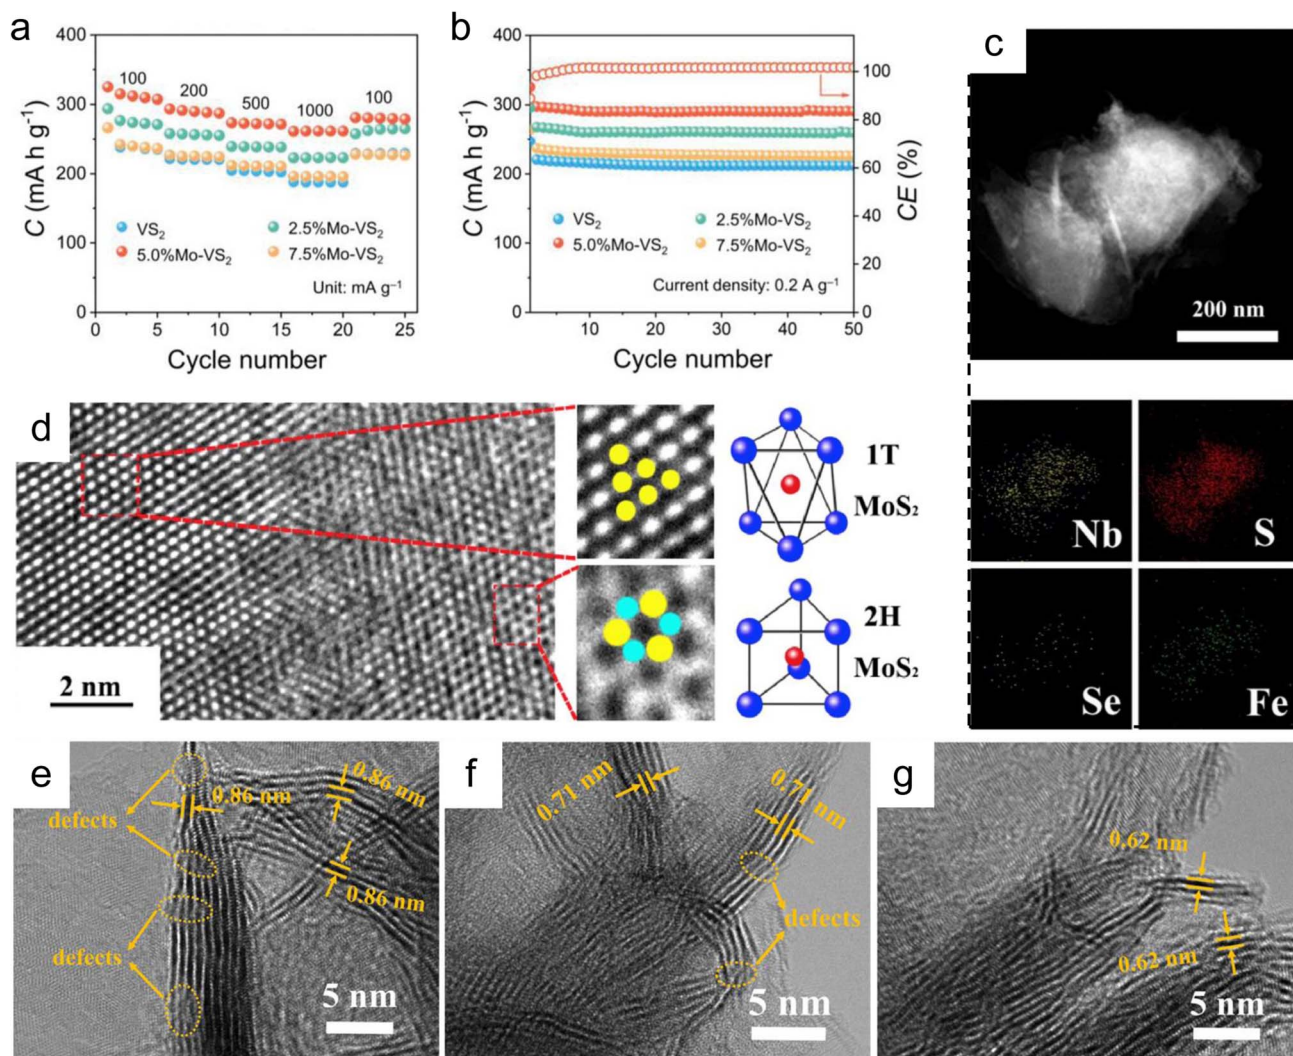 a
400
300
200
100
0
C (mA h g⁻¹)
100
200
500
1000
100
VS₂
2.5%Mo-VS₂
5.0%Mo-VS₂
7.5%Mo-VS₂
Unit: mA g⁻¹
0 5 10 15 20 25
Cycle number
b
400
300
200
100
0
C (mA h g⁻¹)
100
80
60
40
20
0
CE (%)
VS₂
2.5%Mo-VS₂
5.0%Mo-VS₂
7.5%Mo-VS₂
Current density: 0.2 A g⁻¹
10 20 30 40 50
Cycle number
c
200 nm
Nb
S
Se
Fe
d
2 nm
1T
MoS₂
2H
MoS₂
e
0.86 nm
0.86 nm
defects
0.86 nm
defects
5 nm
f
0.71 nm
0.71 nm
defects
5 nm
g
0.62 nm
0.62 nm
5 nm